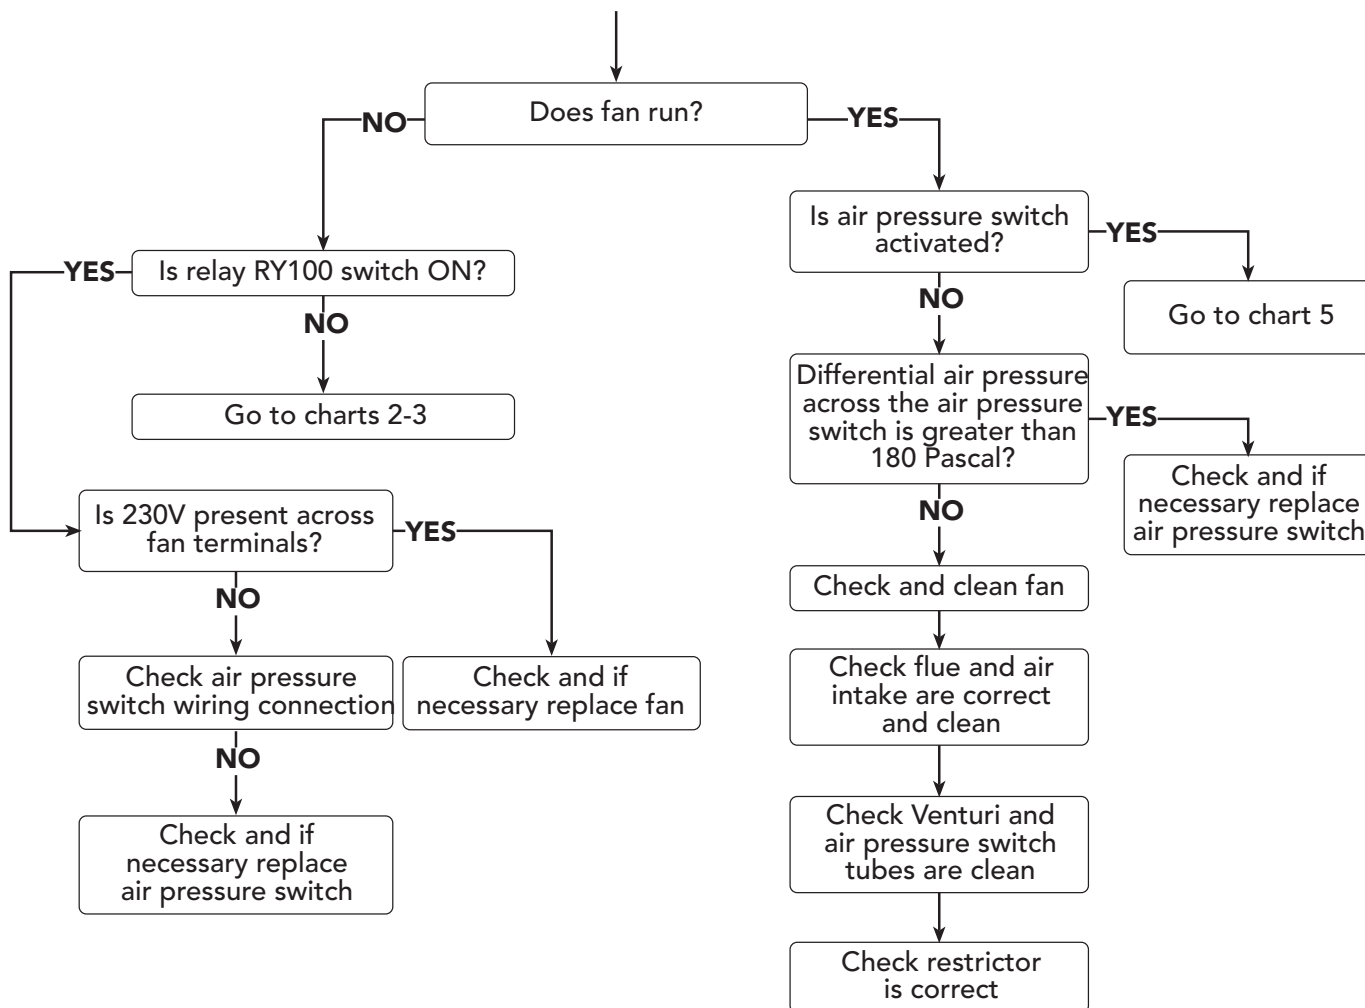 Does fan run?
NO
YES
Is air pressure switch
activated?
YES
YES
Is relay RY100 switch ON?
NO
NO
Go to chart 5
Differential air pressure
across the air pressure
switch is greater than
180 Pascal?
YES
Go to charts 2-3
Check and if
necessary replace
air pressure switch
Is 230V present across
fan terminals?
YES
NO
NO
Check and clean fan
Check air pressure
switch wiring connection
Check and if
necessary replace fan
Check flue and air
intake are correct
and clean
NO
Check and if
necessary replace
air pressure switch
Check Venturi and
air pressure switch
tubes are clean
Check restrictor
is correct